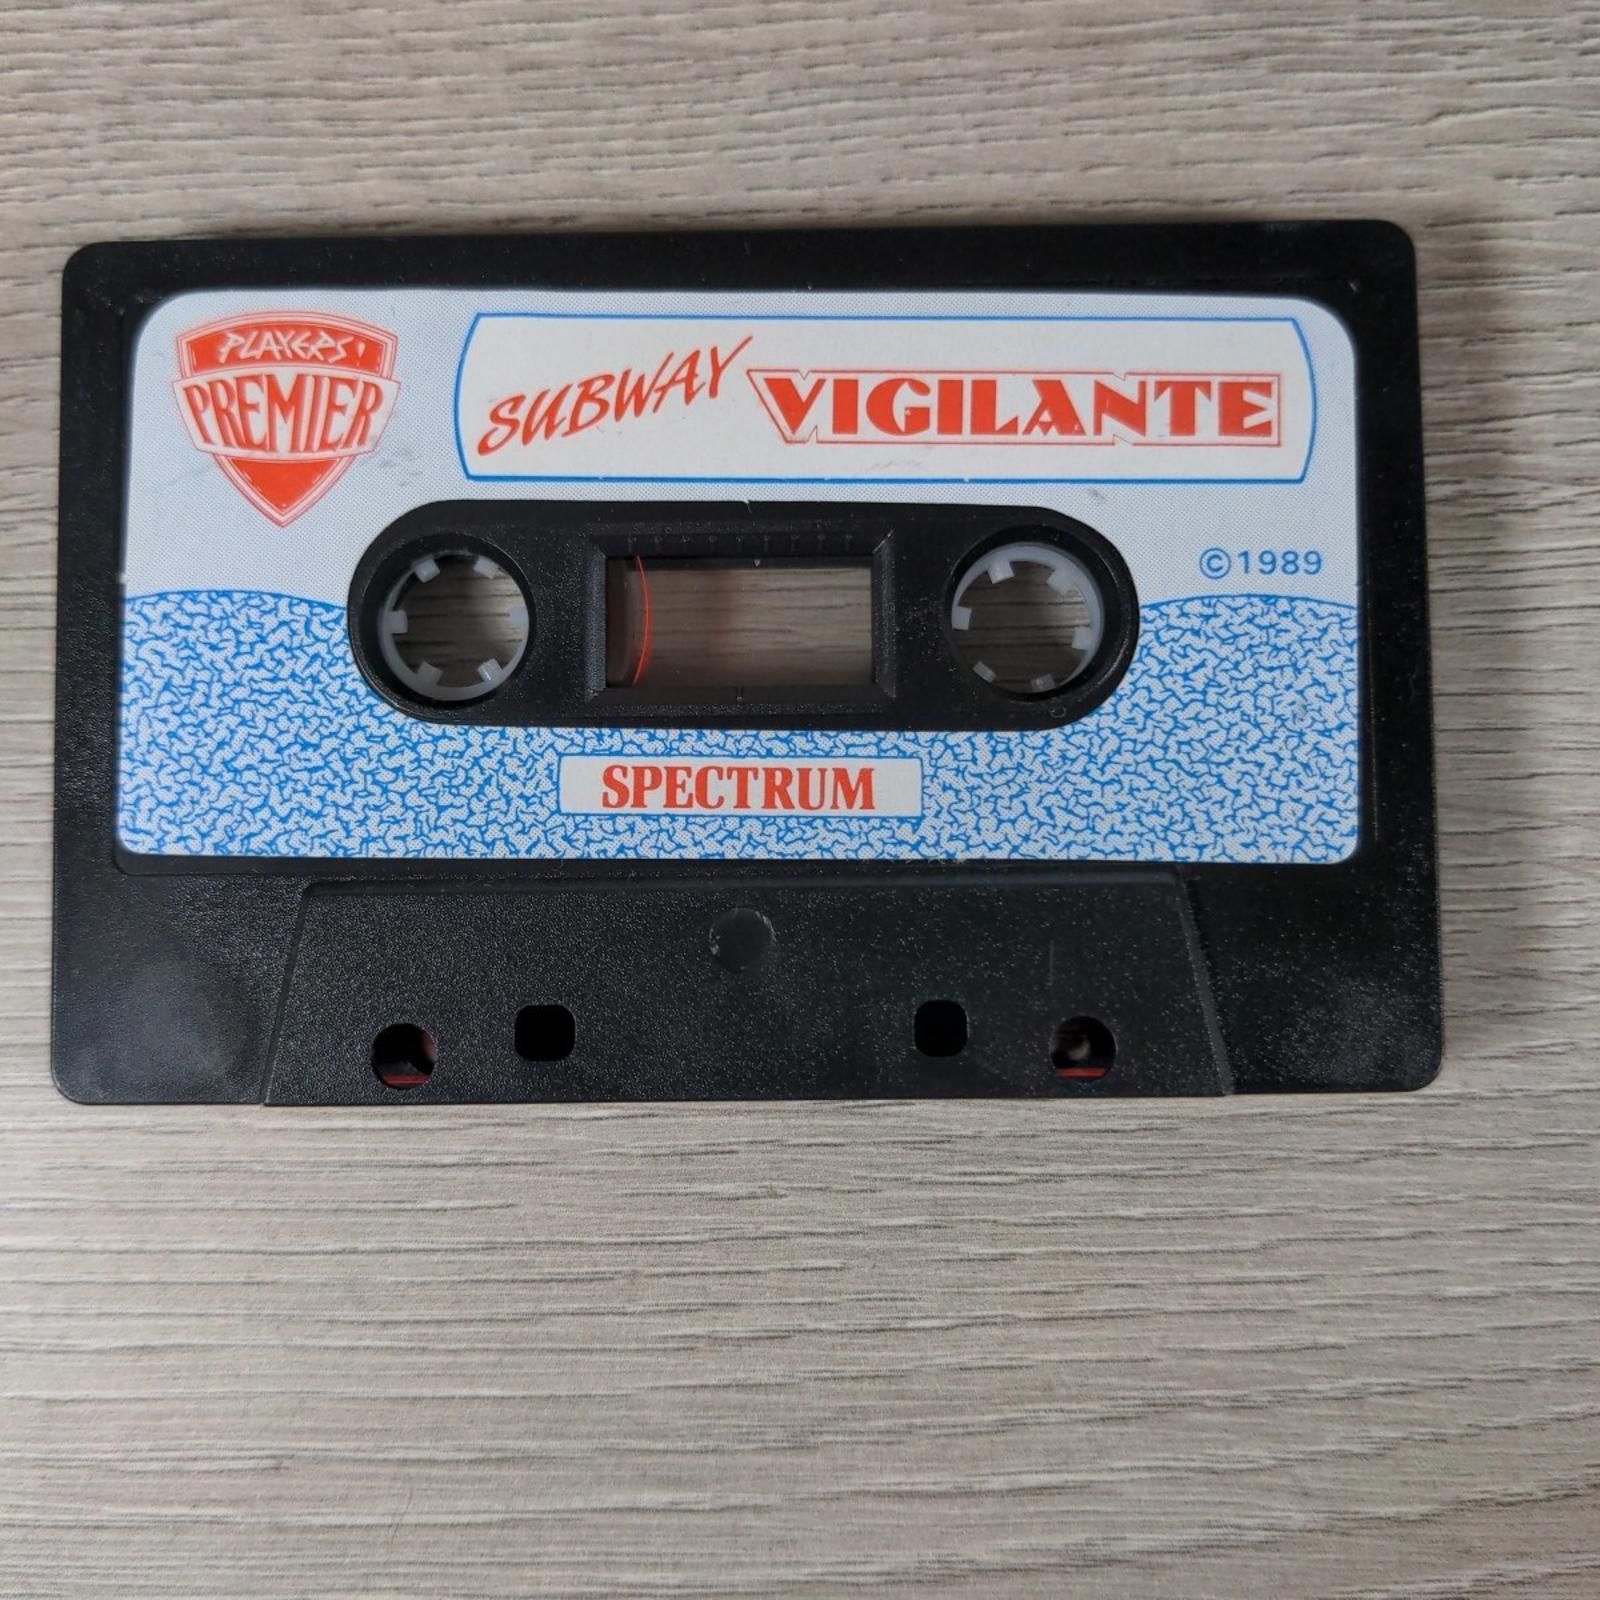 PLAYERS'
PREMIER
SUBWAY VIGILANTE
©1989
SPECTRUM